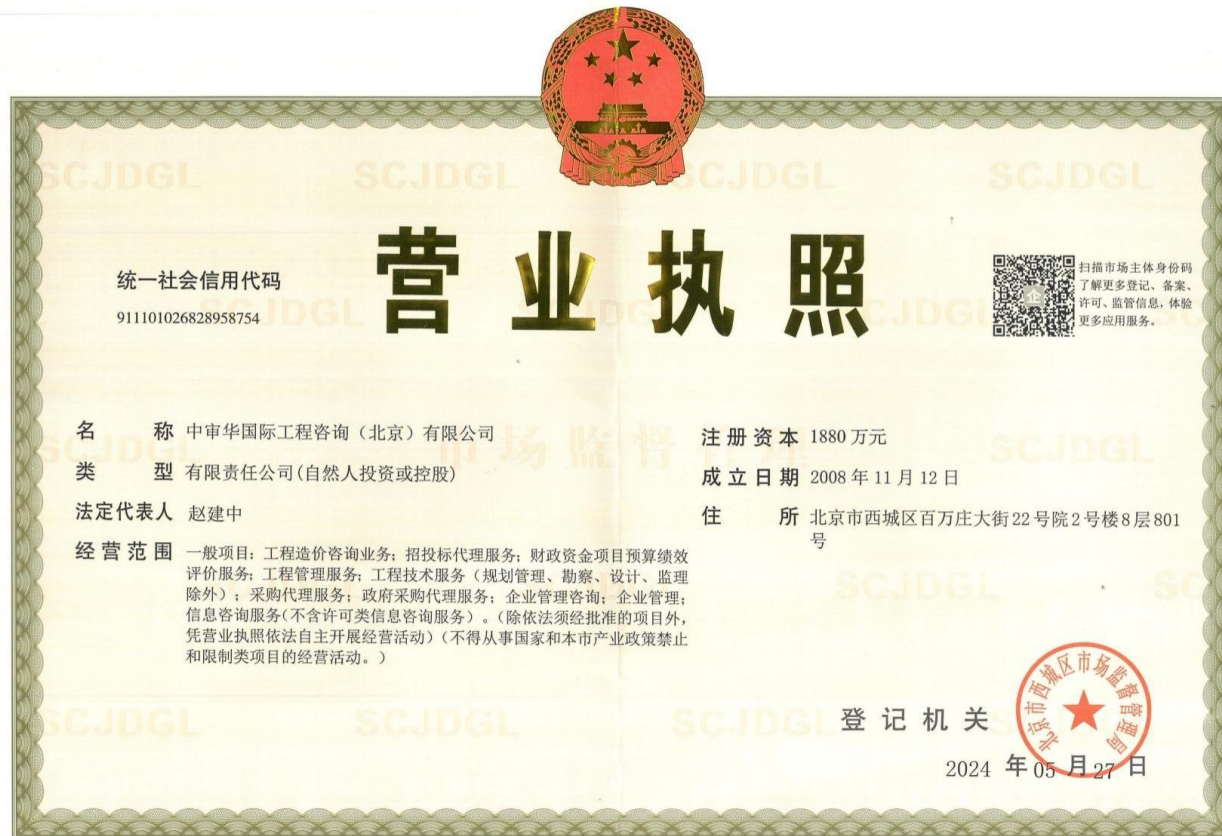 营业执照
统一社会信用代码
911101026828958754
扫描市场主体身份码
了解更多登记、备案、
许可、监管信息，体验
更多应用服务。
名称 中审华国际工程咨询（北京）有限公司
类型 有限责任公司(自然人投资或控股)
法定代表人 赵建中
经营范围 一般项目：工程造价咨询业务；招投标代理服务；财政资金项目预算绩效
评价服务；工程管理服务；工程技术服务（规划管理、勘察、设计、监理
除外）；采购代理服务；政府采购代理服务；企业管理咨询；企业管理；
信息咨询服务(不含许可类信息咨询服务）。（除依法须经批准的项目外，
凭营业执照依法自主开展经营活动）（不得从事国家和本市产业政策禁止
和限制类项目的经营活动。）
注册资本 1880万元
成立日期 2008年11月12日
住所 北京市西城区百万庄大街22号院2号楼8层801
号
登记机关
北京市西城区市场监督管理局
2024年05月27日
SCJDGL
SCJDGL
SCJDGL
SCJDGL
市场监督管理